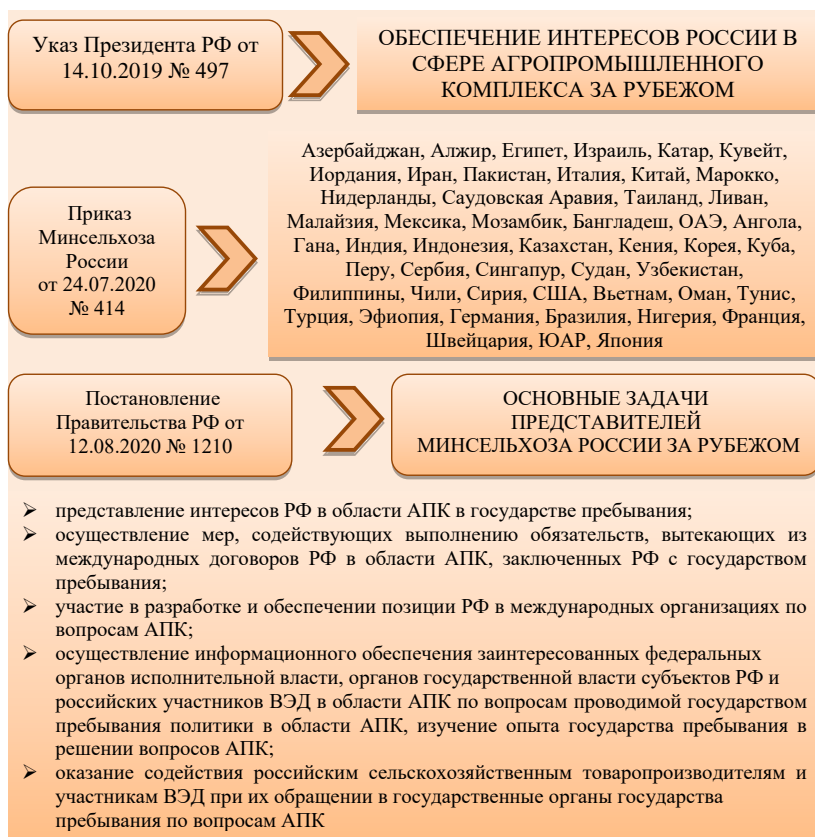 Указ Президента РФ от
14.10.2019 № 497
ОБЕСПЕЧЕНИЕ ИНТЕРЕСОВ РОССИИ В
СФЕРЕ АГРОПРОМЫШЛЕННОГО
КОМПЛЕКСА ЗА РУБЕЖОМ
Приказ
Минсельхоза
России
от 24.07.2020
№ 414
Азербайджан, Алжир, Египет, Израиль, Катар, Кувейт,
Иордания, Иран, Пакистан, Италия, Китай, Марокко,
Нидерланды, Саудовская Аравия, Таиланд, Ливан,
Малайзия, Мексика, Мозамбик, Бангладеш, ОАЭ, Ангола,
Гана, Индия, Индонезия, Казахстан, Кения, Корея, Куба,
Перу, Сербия, Сингапур, Судан, Узбекистан,
Филиппины, Чили, Сирия, США, Вьетнам, Оман, Тунис,
Турция, Эфиопия, Германия, Бразилия, Нигерия, Франция,
Швейцария, ЮАР, Япония
Постановление
Правительства РФ от
12.08.2020 № 1210
ОСНОВНЫЕ ЗАДАЧИ
ПРЕДСТАВИТЕЛЕЙ
МИНСЕЛЬХОЗА РОССИИ ЗА РУБЕЖОМ
➢ представление интересов РФ в области АПК в государстве пребывания;
➢ осуществление мер, содействующих выполнению обязательств, вытекающих из
международных договоров РФ в области АПК, заключенных РФ с государством
пребывания;
➢ участие в разработке и обеспечении позиции РФ в международных организациях по
вопросам АПК;
➢ осуществление информационного обеспечения заинтересованных федеральных
органов исполнительной власти, органов государственной власти субъектов РФ и
российских участников ВЭД в области АПК по вопросам проводимой государством
пребывания политики в области АПК, изучение опыта государства пребывания в
решении вопросов АПК;
➢ оказание содействия российским сельскохозяйственным товаропроизводителям и
участникам ВЭД при их обращении в государственные органы государства
пребывания по вопросам АПК